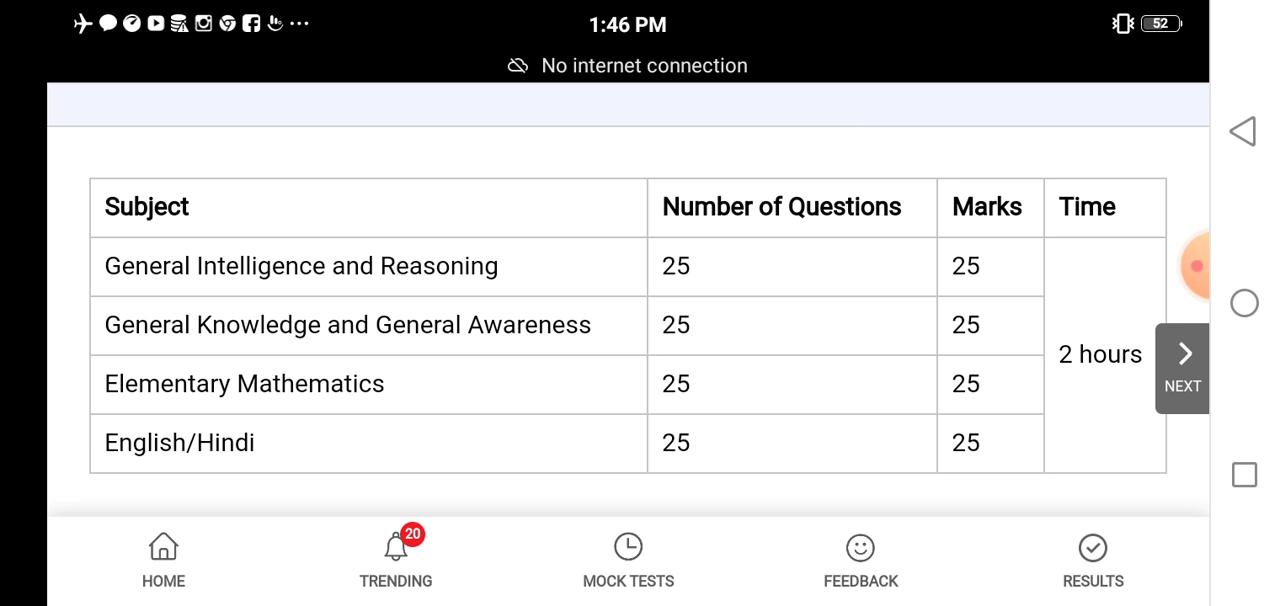 1:46 PM
52
No internet connection
Subject Number of Questions Marks Time
General Intelligence and Reasoning 25 25
General Knowledge and General Awareness 25 25
2 hours
Elementary Mathematics 25 25
English/Hindi 25 25
NEXT
20
HOME TRENDING MOCK TESTS FEEDBACK RESULTS